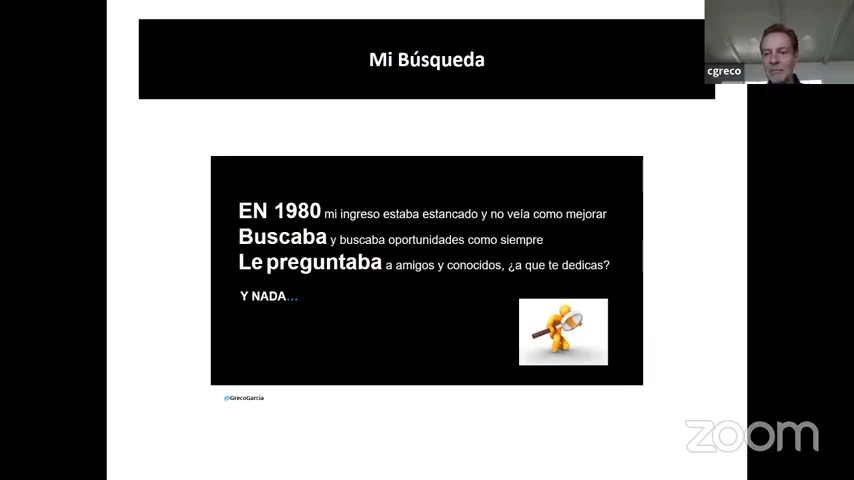 Mi Búsqueda
cgreco
EN 1980 mi ingreso estaba estancado y no veía como mejorar
Buscaba y buscaba oportunidades como siempre
Le preguntaba a amigos y conocidos, ¿a que te dedicas?
Y NADA...
@GrecoGarcía
zoom